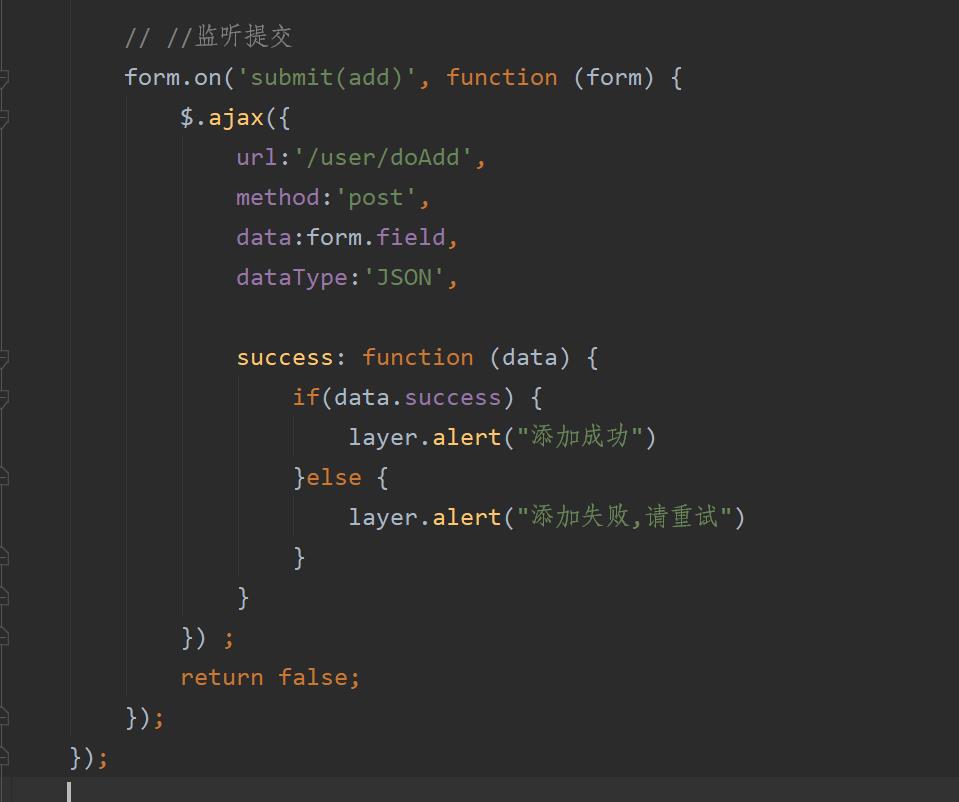 // //监听提交
form.on('submit(add)', function (form) {
$.ajax({
url:'/user/doAdd',
method:'post',
data:form.field,
dataType:'JSON',
success: function (data) {
if(data.success) {
layer.alert("添加成功")
}else {
layer.alert("添加失败,请重试")
}
}
}) ;
return false;
});
});